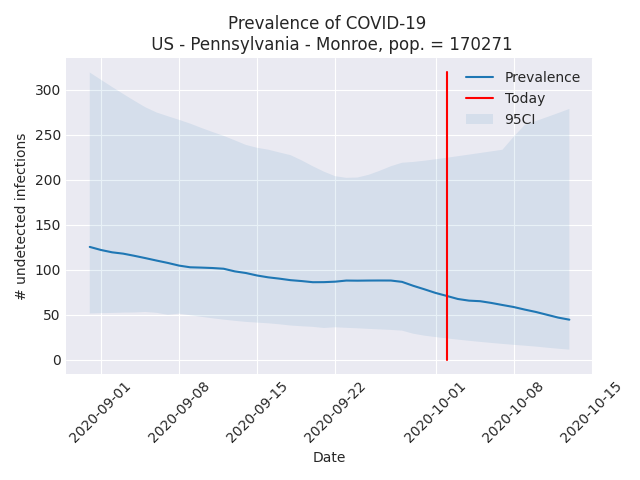 Prevalence of COVID-19
US - Pennsylvania - Monroe, pop. = 170271
Prevalence
Today
95CI
# undetected infections
300
250
200
150
100
50
0
2020-09-01
2020-09-08
2020-09-15
2020-09-22
2020-10-01
2020-10-08
2020-10-15
Date